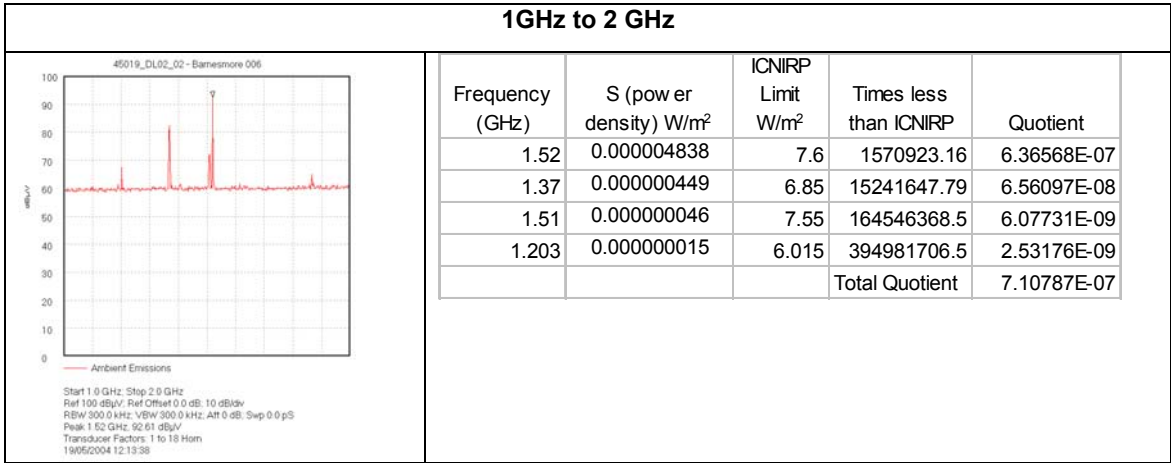 1GHz to 2 GHz
45019_DL02_02 - Barnesmore 006
100
90
80
70
60
50
40
30
20
10
0
dBµV
Ambient Emissions
Start 1.0 GHz; Stop 2.0 GHz
Ref 100 dBµV; Ref Offset 0.0 dB; 10 dB/div
RBW 300.0 kHz; VBW 300.0 kHz; Att 0 dB; Swp 0.0 pS
Peak 1.52 GHz, 92.61 dBµV
Transducer Factors: 1 to 18 Horn
19/05/2004 12:13:38
Frequency (GHz) S (pow er density) W/m² ICNIRP Limit W/m² Times less than ICNIRP Quotient
1.52 0.000004838 7.6 1570923.16 6.36568E-07
1.37 0.000000449 6.85 15241647.79 6.56097E-08
1.51 0.000000046 7.55 164546368.5 6.07731E-09
1.203 0.000000015 6.015 394981706.5 2.53176E-09
Total Quotient 7.10787E-07